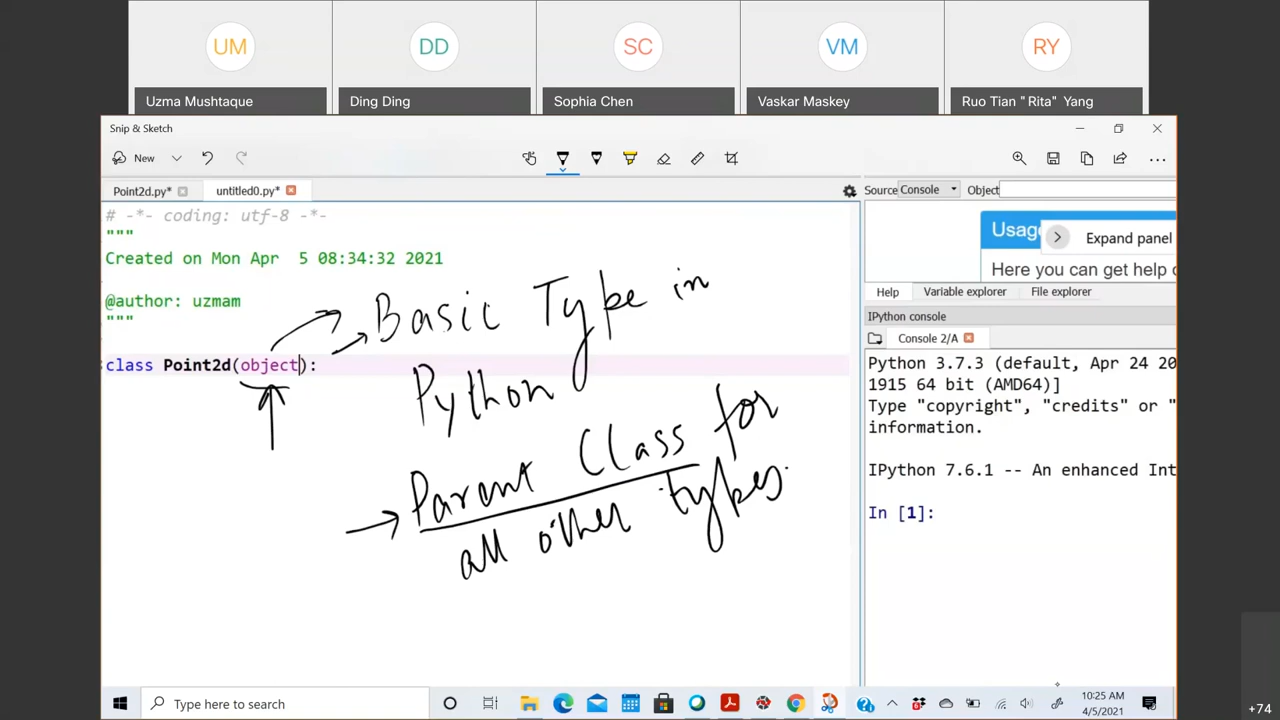 UM
DD
SC
VM
RY
Uzma Mushtaque
Ding Ding
Sophia Chen
Vaskar Maskey
Ruo Tian "Rita" Yang
Snip & Sketch
New
Point2d.py*
untitled0.py*
Source Console Object
# -*- coding: utf-8 -*-
"""
Created on Mon Apr  5 08:34:32 2021
@author: uzmam
"""
class Point2d(object):
Basic Type in
Python
Parent Class for
all other types.
Usage
Expand panel
Here you can get help o
Help
Variable explorer
File explorer
IPython console
Console 2/A
Python 3.7.3 (default, Apr 24 20
1915 64 bit (AMD64)]
Type "copyright", "credits" or "
information.
IPython 7.6.1 -- An enhanced Int
In [1]:
Type here to search
10:25 AM
4/5/2021
+74